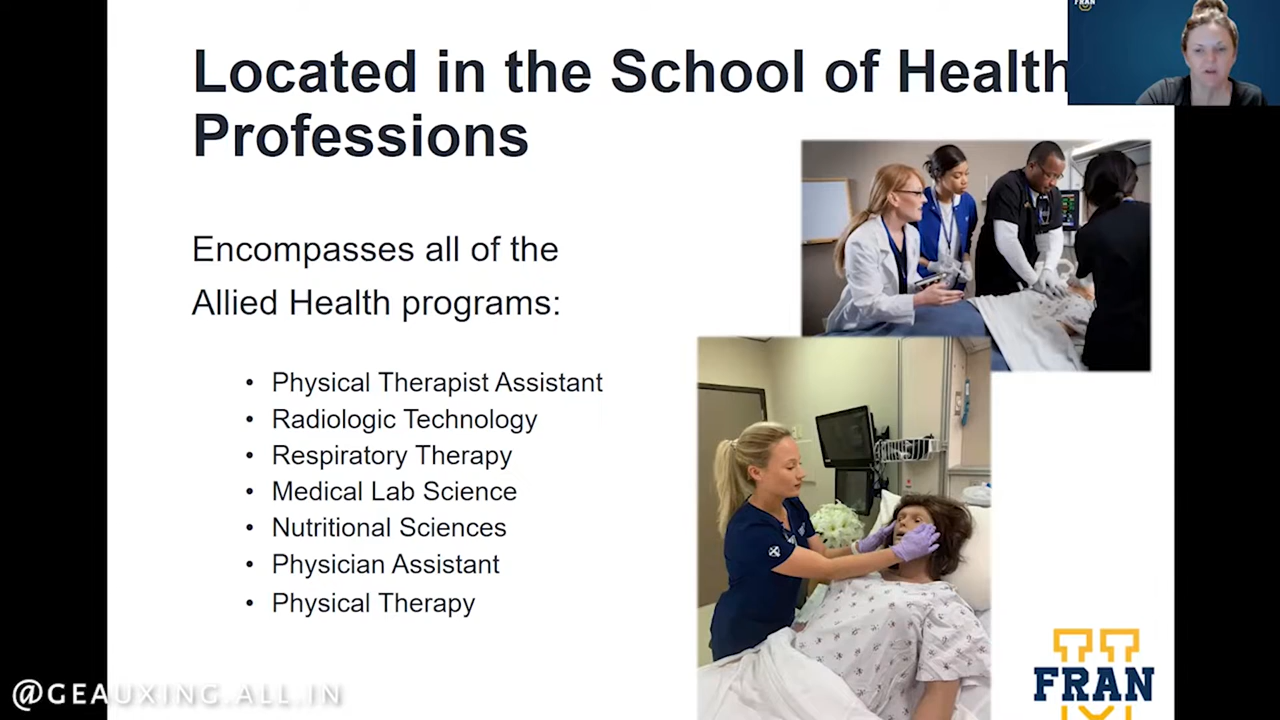 Located in the School of Health
Professions
FRAN
Encompasses all of the
Allied Health programs:
• Physical Therapist Assistant
• Radiologic Technology
• Respiratory Therapy
• Medical Lab Science
• Nutritional Sciences
• Physician Assistant
• Physical Therapy
FRAN
U
@GEAUXING.ALL.IN